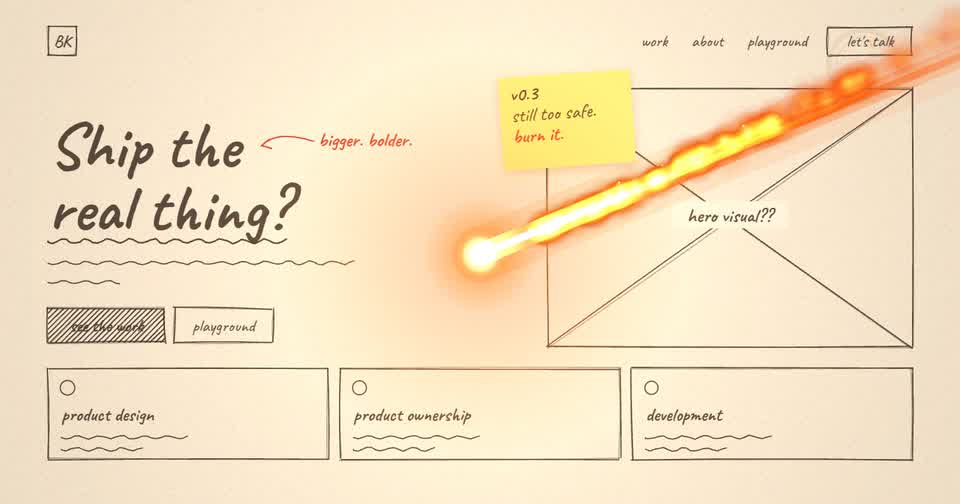 BK
work about playground let's talk
v0.3
still too safe.
burn it.
Ship the
real thing?
bigger. bolder.
hero visual??
see the work playground
product design
product ownership
development